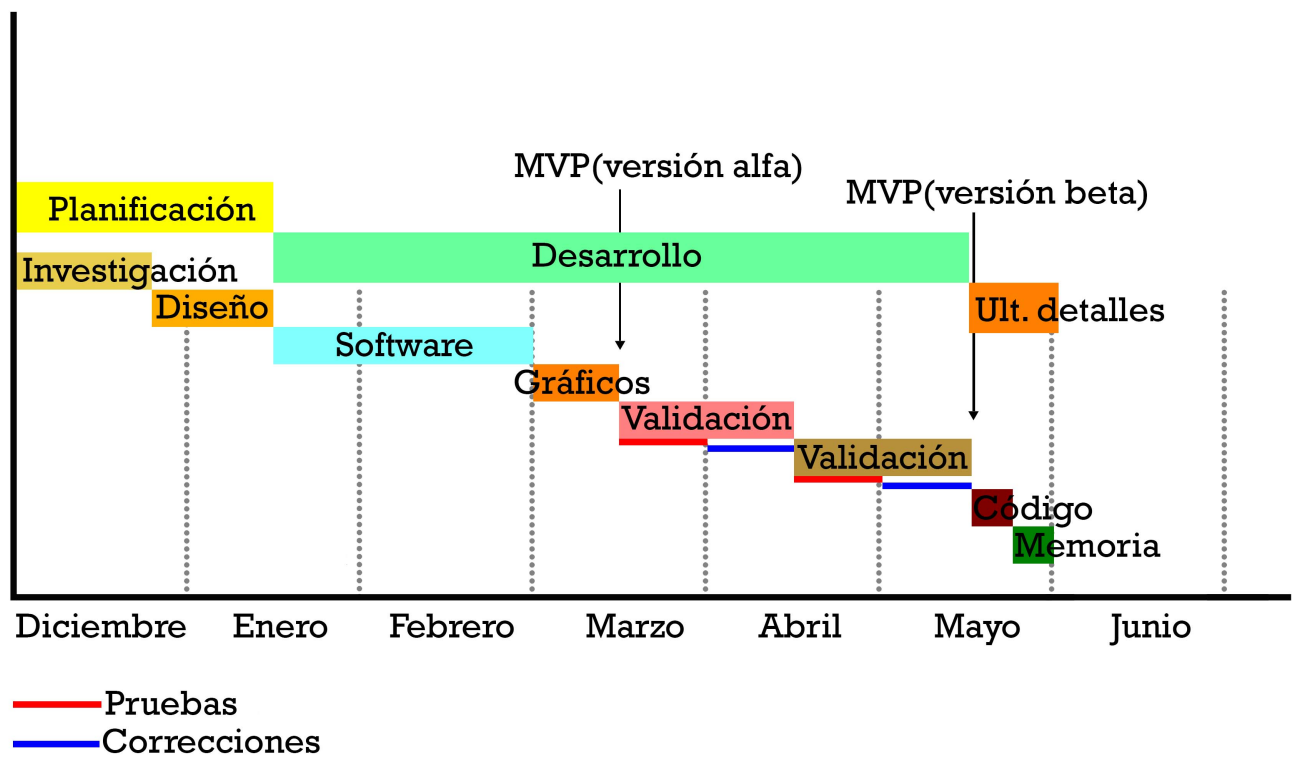 MVP(versión alfa)
MVP(versión beta)
Planificación
Desarrollo
Investigación
Diseño
Ult. detalles
Software
Gráficos
Validación
Validación
Código
Memoria
Diciembre Enero Febrero Marzo Abril Mayo Junio
Pruebas
Correcciones